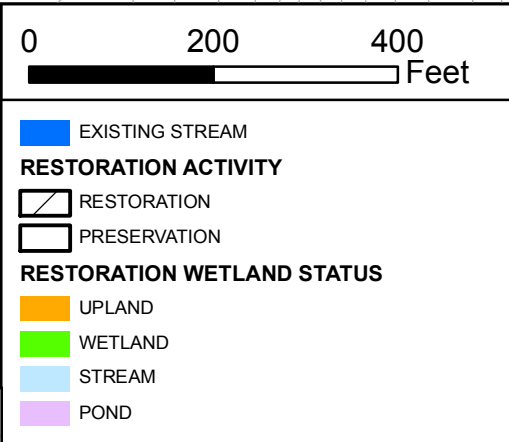 0 200 400
Feet
EXISTING STREAM
RESTORATION ACTIVITY
RESTORATION
PRESERVATION
RESTORATION WETLAND STATUS
UPLAND
WETLAND
STREAM
POND